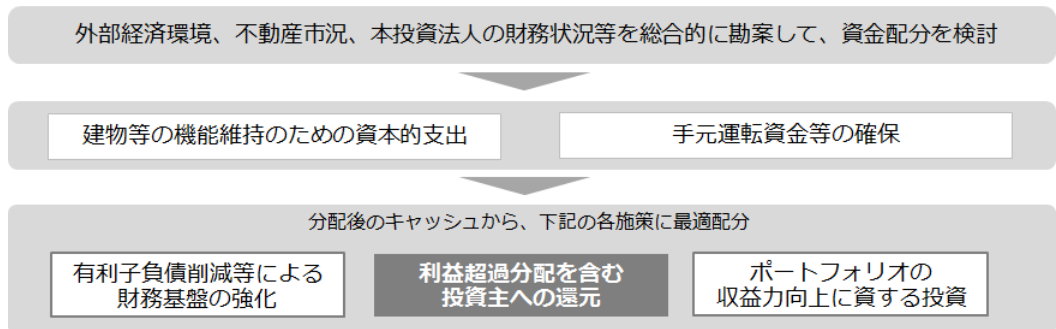 外部経済環境、不動産市況、本投資法人の財務状況等を総合的に勘案して、資金配分を検討
建物等の機能維持のための資本的支出
手元運転資金等の確保
分配後のキャッシュから、下記の各施策に最適配分
有利子負債削減等による
財務基盤の強化
利益超過分配を含む
投資主への還元
ポートフォリオの
収益力向上に資する投資